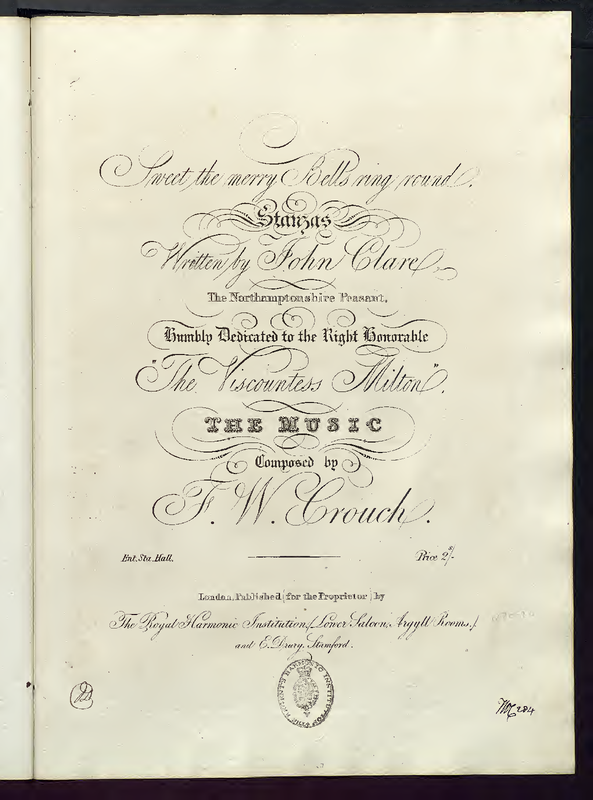 Sweet the merry Bells ring round.
Stanzas
Written by John Clare,
The Northamptonshire Peasant,
Humbly Dedicated to the Right Honorable
"The Viscountess Milton".
THE MUSIC
Composed by
F. W. Crouch.
Ent. Sta. Hall.
Price 2s/-
London, Published (for the Proprietor) by
The Royal Harmonic Institution, (Lower Saloon, Argyll Rooms,)
and E. Drury, Stamford.